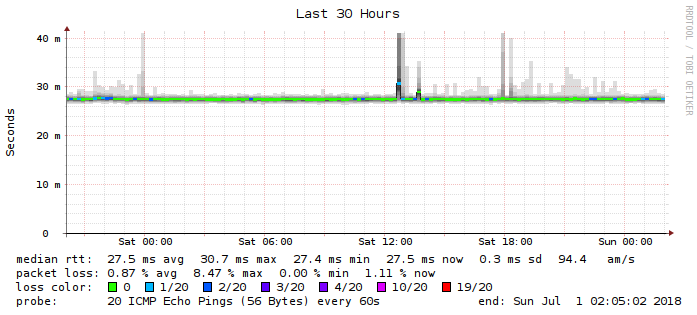 Last 30 Hours
RRDTOOL / TOBI OETIKER
Seconds
40 m
30 m
20 m
10 m
0
Sat 00:00 Sat 06:00 Sat 12:00 Sat 18:00 Sun 00:00
median rtt: 27.5 ms avg 30.7 ms max 27.4 ms min 27.5 ms now 0.3 ms sd 94.4 am/s
packet loss: 0.87 % avg 8.47 % max 0.00 % min 1.11 % now
loss color: 0 1/20 2/20 3/20 4/20 10/20 19/20
probe: 20 ICMP Echo Pings (56 Bytes) every 60s end: Sun Jul 1 02:05:02 2018